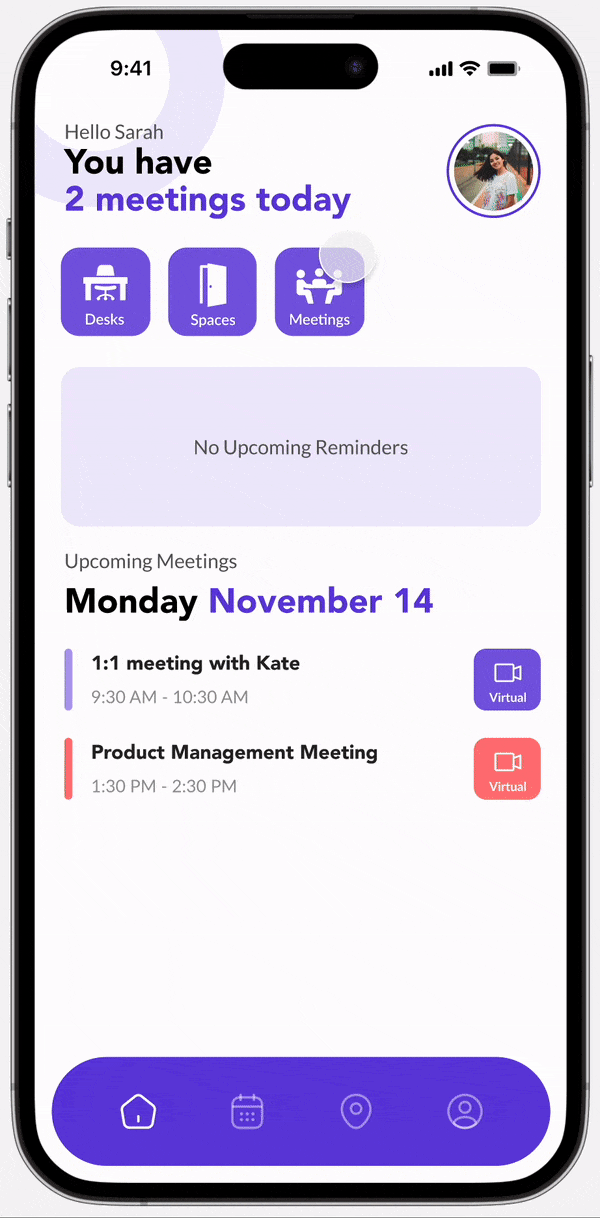 9:41
Hello Sarah
You have
2 meetings today
Desks
Spaces
Meetings
No Upcoming Reminders
Upcoming Meetings
Monday November 14
1:1 meeting with Kate
9:30 AM - 10:30 AM
Virtual
Product Management Meeting
1:30 PM - 2:30 PM
Virtual